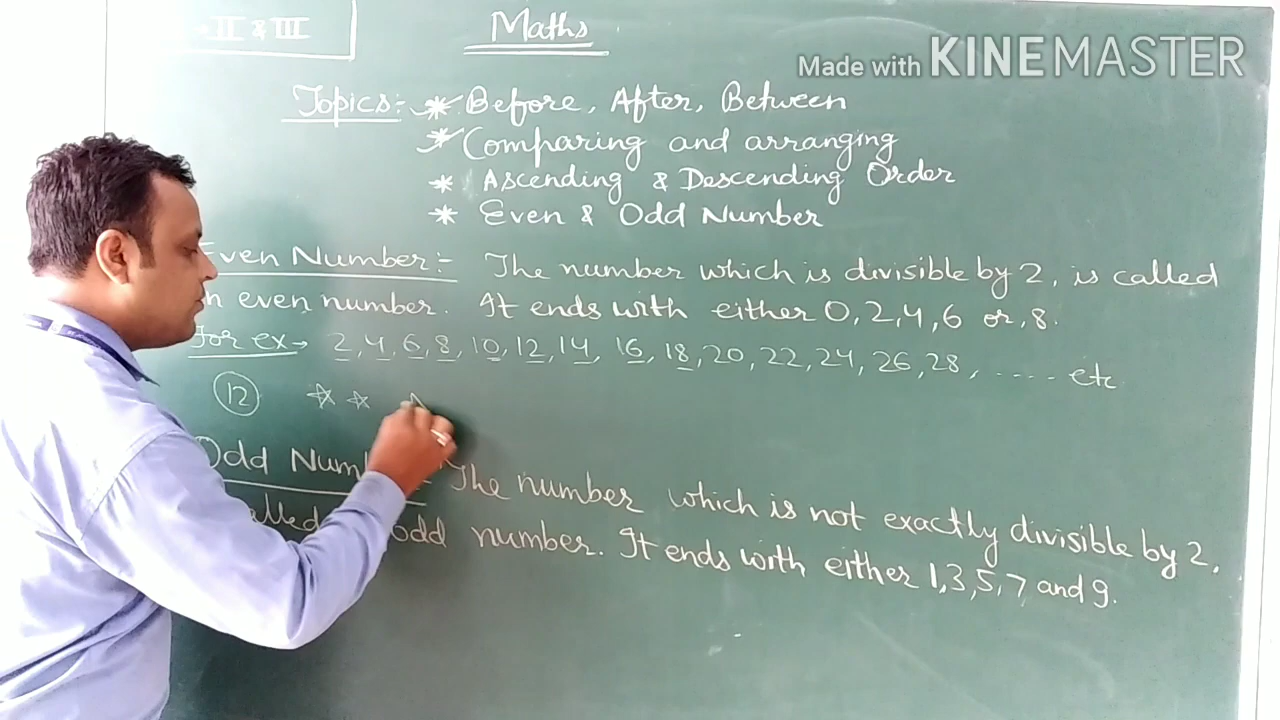 II & III
Maths
Made with KINEMASTER
Topics:- * Before, After, Between
* Comparing and arranging
* Ascending & Descending Order
* Even & Odd Number
Even Number:- The number which is divisible by 2, is called
even number. It ends with either 0, 2, 4, 6 or, 8.
For ex→ 2, 4, 6, 8, 10, 12, 14, 16, 18, 20, 22, 24, 26, 28, ..... etc
12
Odd The number which is not exactly divisible by 2,
odd number. It ends with either 1, 3, 5, 7 and 9.